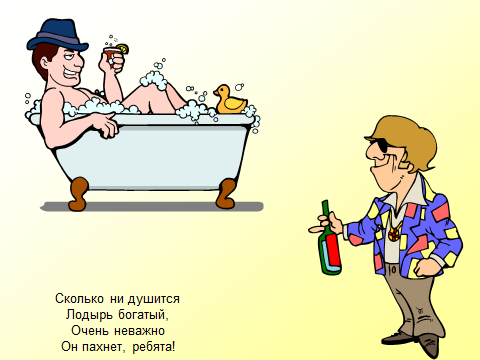 Сколько ни душится
Лодырь богатый,
Очень неважно
Он пахнет, ребята!